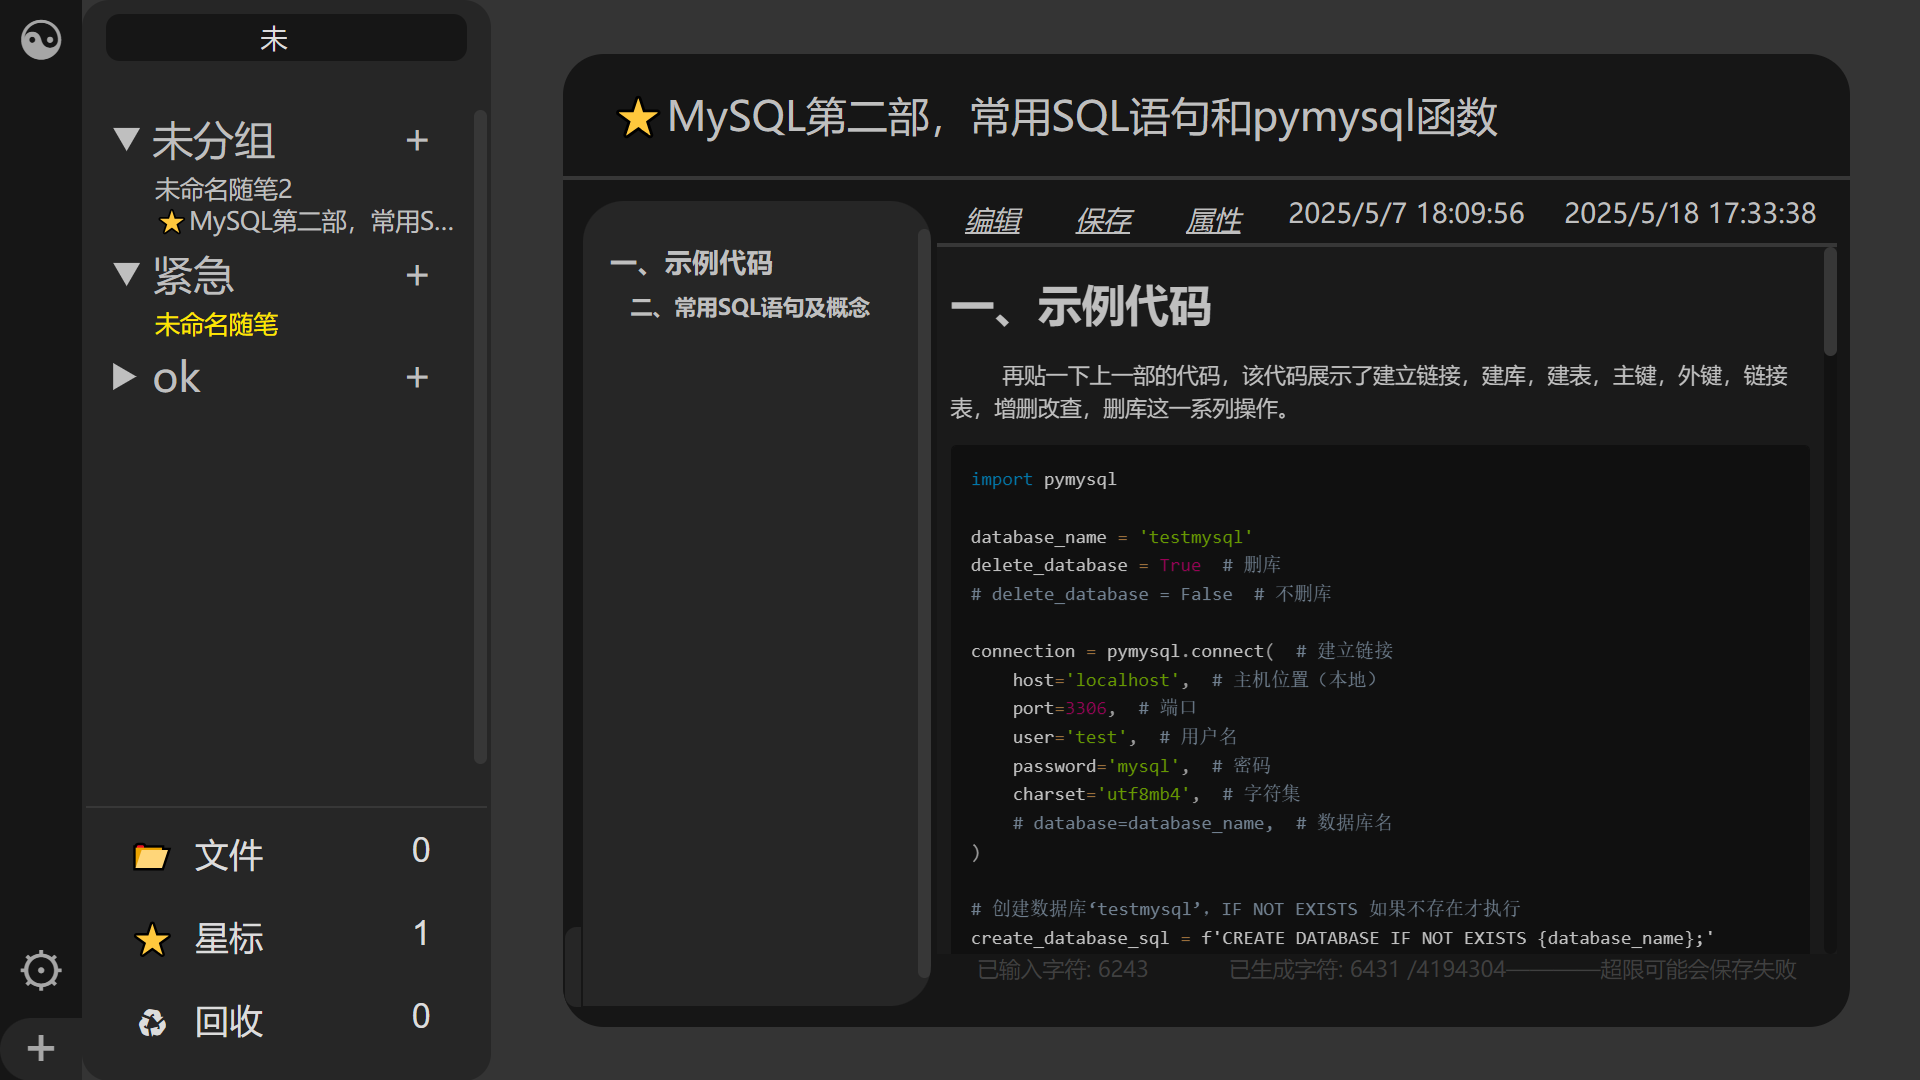 未
未分组 +
未命名随笔2
⭐MySQL第二部，常用S...
紧急 +
未命名随笔
ok +
文件 0
星标 1
回收 0
+
⭐MySQL第二部，常用SQL语句和pymysql函数
一、示例代码
二、常用SQL语句及概念
编辑 保存 属性 2025/5/7 18:09:56 2025/5/18 17:33:38
一、示例代码
再贴一下上一部的代码，该代码展示了建立链接，建库，建表，主键，外键，链接
表，增删改查，删库这一系列操作。
import pymysql
database_name = 'testmysql'
delete_database = True  # 删库
# delete_database = False  # 不删库
connection = pymysql.connect(  # 建立链接
    host='localhost',  # 主机位置（本地）
    port=3306,  # 端口
    user='test',  # 用户名
    password='mysql',  # 密码
    charset='utf8mb4',  # 字符集
    # database=database_name,  # 数据库名
)
# 创建数据库‘testmysql’，IF NOT EXISTS 如果不存在才执行
create_database_sql = f'CREATE DATABASE IF NOT EXISTS {database_name};'
已输入字符: 6243 已生成字符: 6431 /4194304————超限可能会保存失败